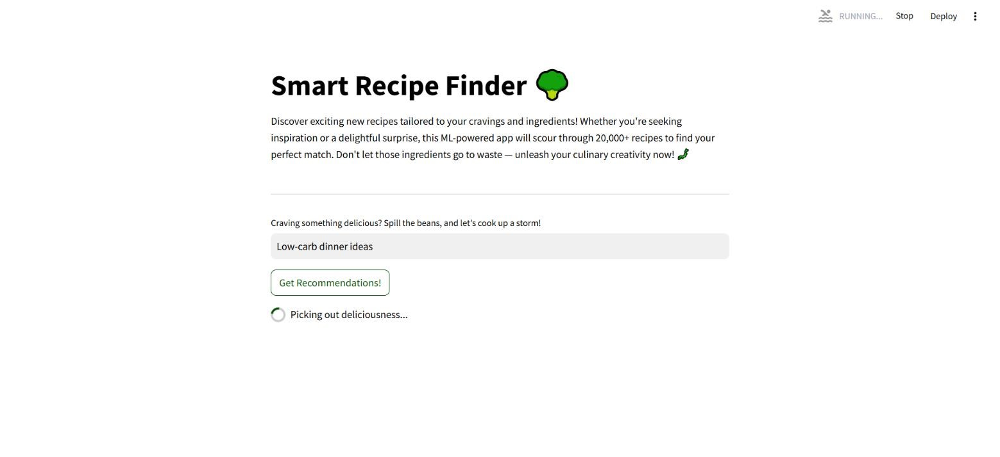 RUNNING... Stop Deploy
Smart Recipe Finder
Discover exciting new recipes tailored to your cravings and ingredients! Whether you're seeking
inspiration or a delightful surprise, this ML-powered app will scour through 20,000+ recipes to find your
perfect match. Don't let those ingredients go to waste — unleash your culinary creativity now!
Craving something delicious? Spill the beans, and let's cook up a storm!
Low-carb dinner ideas
Get Recommendations!
Picking out deliciousness...